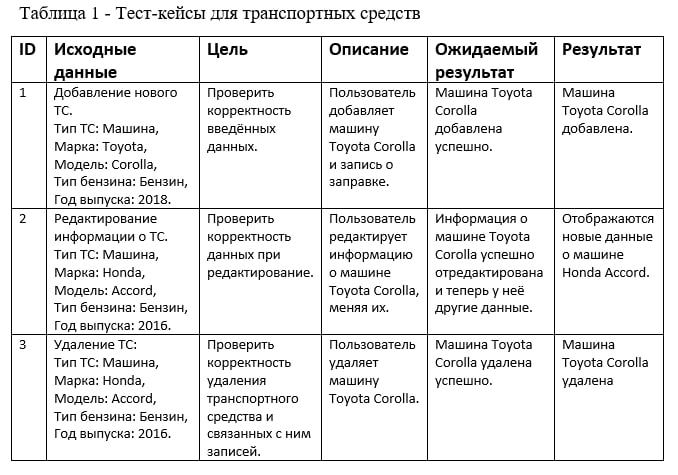 Таблица 1 - Тест-кейсы для транспортных средств
ID
Исходные
данные
Цель
Описание
Ожидаемый
результат
Результат
1
Добавление нового
ТС.
Тип ТС: Машина,
Марка: Toyota,
Модель: Corolla,
Тип бензина: Бензин,
Год выпуска: 2018.
Проверить
корректность
введённых
данных.
Пользователь
добавляет
машину
Toyota Corolla
и запись о
заправке.
Машина Toyota
Corolla
добавлена
успешно.
Машина
Toyota Corolla
добавлена.
2
Редактирование
информации о ТС.
Тип ТС: Машина,
Марка: Honda,
Модель: Accord,
Тип бензина: Бензин,
Год выпуска: 2016.
Проверить
корректность
данных при
редактирование.
Пользователь
редактирует
информацию
о машине
Toyota Corolla,
меняя их.
Информация о
машине Toyota
Corolla успешно
отредактирована
и теперь у неё
другие данные.
Отображаются
новые данные
о машине
Honda Accord.
3
Удаление ТС:
Тип ТС: Машина,
Марка: Honda,
Модель: Accord,
Тип бензина: Бензин,
Год выпуска: 2016.
Проверить
корректность
удаления
транспортного
средства и
связанных с ним
записей.
Пользователь
удаляет
машину
Toyota Corolla.
Машина Toyota
Corolla удалена
успешно.
Машина
Toyota Corolla
удалена